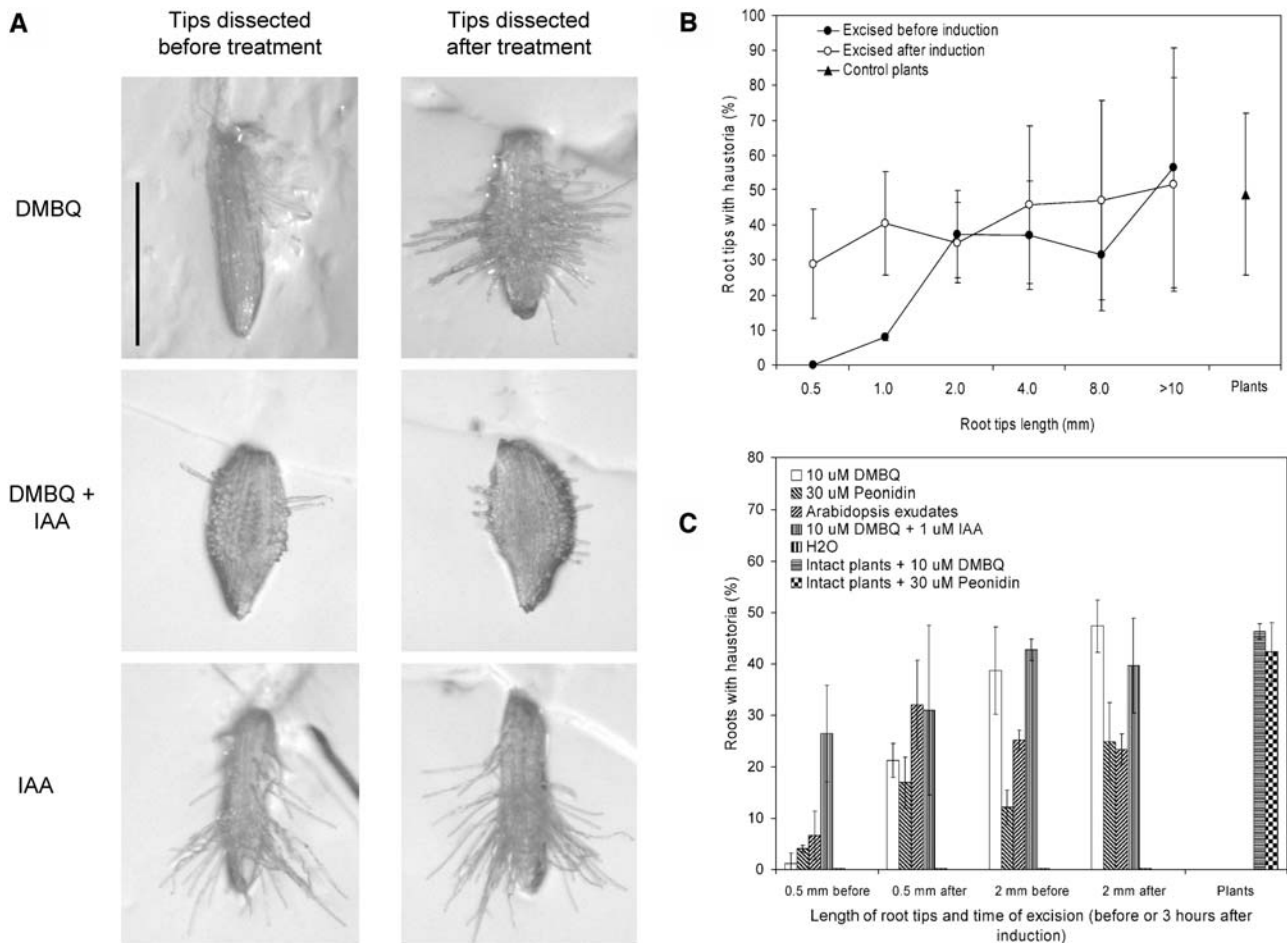 A
Tips dissected
before treatment
Tips dissected
after treatment
DMBQ
DMBQ +
IAA
IAA
B
100
90
80
70
60
50
40
30
20
10
0
Root tips with haustoria (%)
Excised before induction
Excised after induction
Control plants
0.5 1.0 2.0 4.0 8.0 >10 Plants
Root tips length (mm)
C
80
70
60
50
40
30
20
10
0
Roots with haustoria (%)
10 uM DMBQ
30 uM Peonidin
Arabidopsis exudates
10 uM DMBQ + 1 uM IAA
H2O
Intact plants + 10 uM DMBQ
Intact plants + 30 uM Peonidin
0.5 mm before 0.5 mm after 2 mm before 2 mm after Plants
Length of root tips and time of excision (before or 3 hours after
induction)